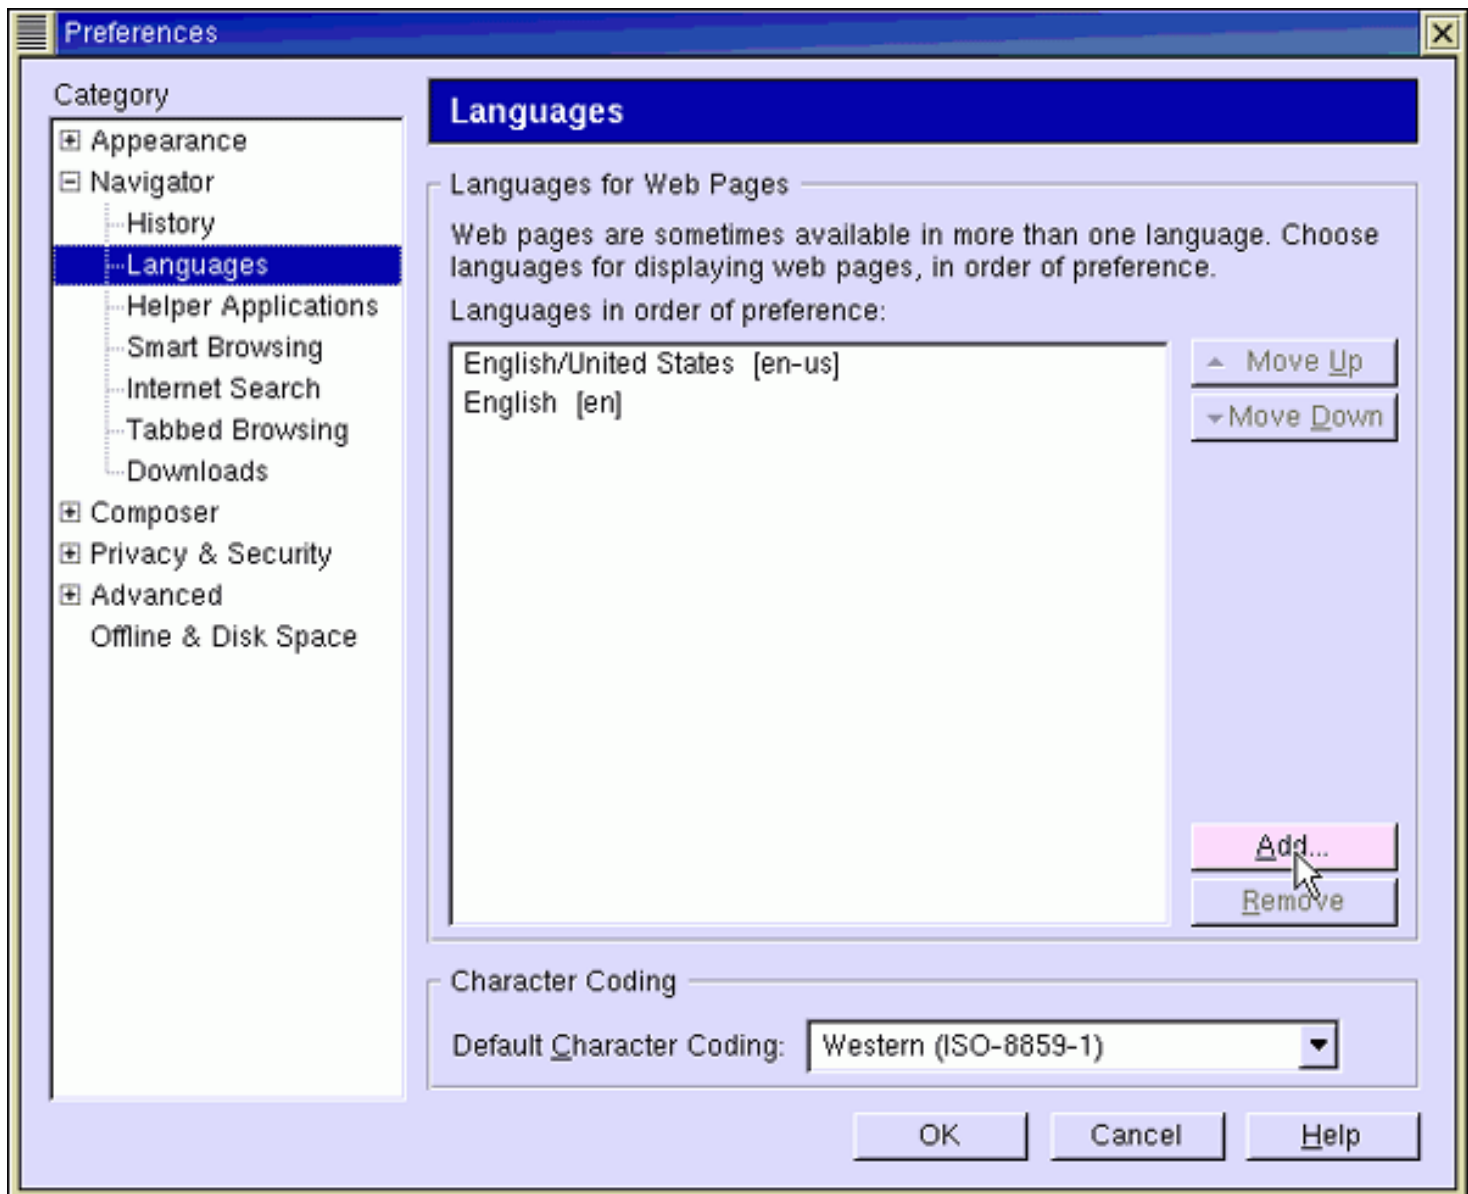 Preferences
Category
Appearance
Navigator
History
Languages
Helper Applications
Smart Browsing
Internet Search
Tabbed Browsing
Downloads
Composer
Privacy & Security
Advanced
Offline & Disk Space
Languages
Languages for Web Pages
Web pages are sometimes available in more than one language. Choose
languages for displaying web pages, in order of preference.
Languages in order of preference:
English/United States [en-us]
English [en]
Move Up
Move Down
Add...
Remove
Character Coding
Default Character Coding:
Western (ISO-8859-1)
OK
Cancel
Help